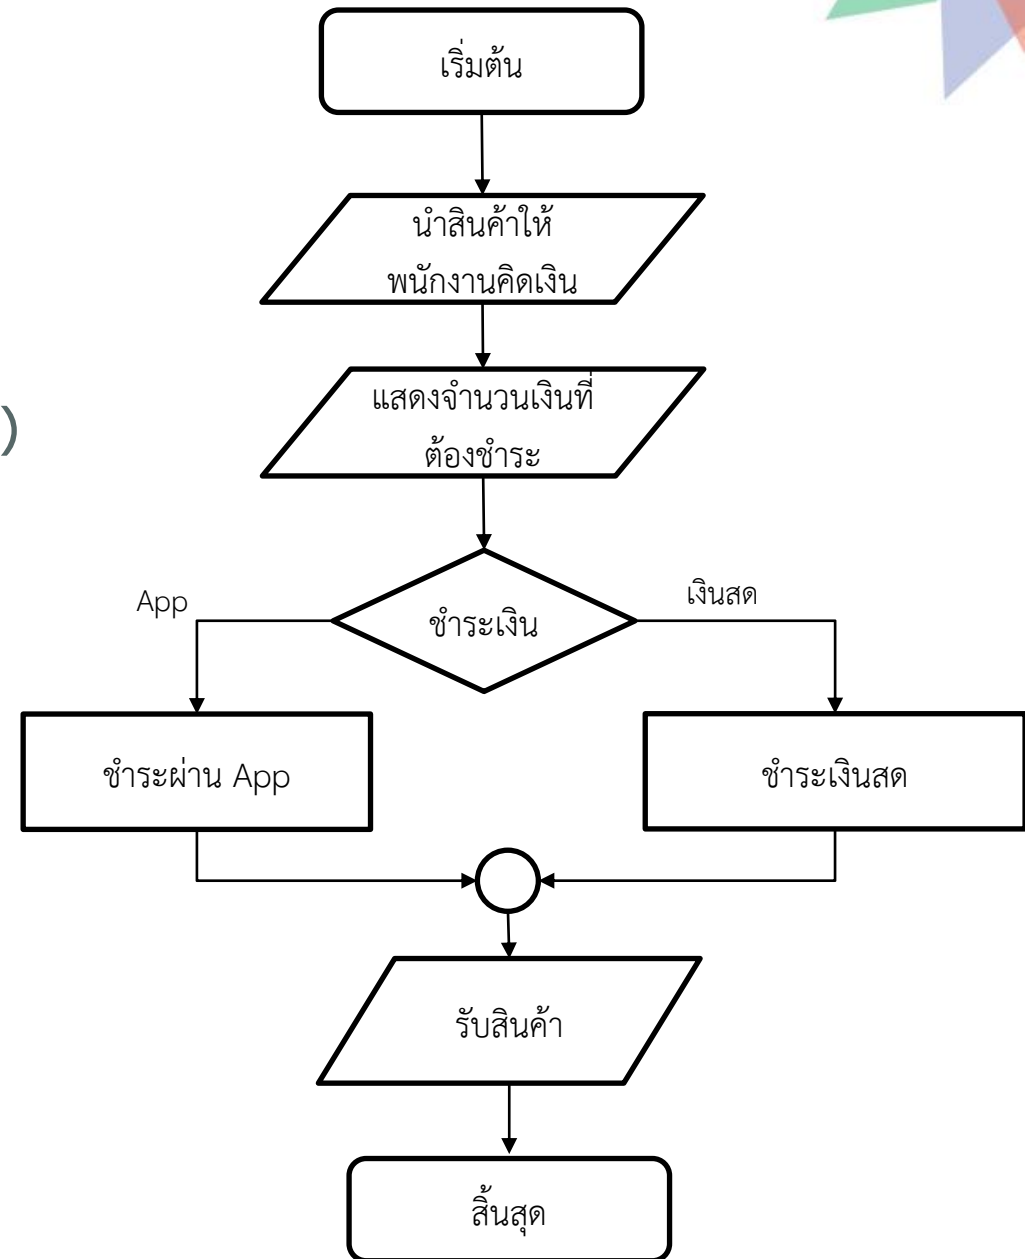 เริ่มต้น
นำสินค้าให้
พนักงานคิดเงิน
แสดงจำนวนเงินที่
ต้องชำระ
)
App
ชำระเงิน
เงินสด
ชำระผ่าน App
ชำระเงินสด
รับสินค้า
สิ้นสุด